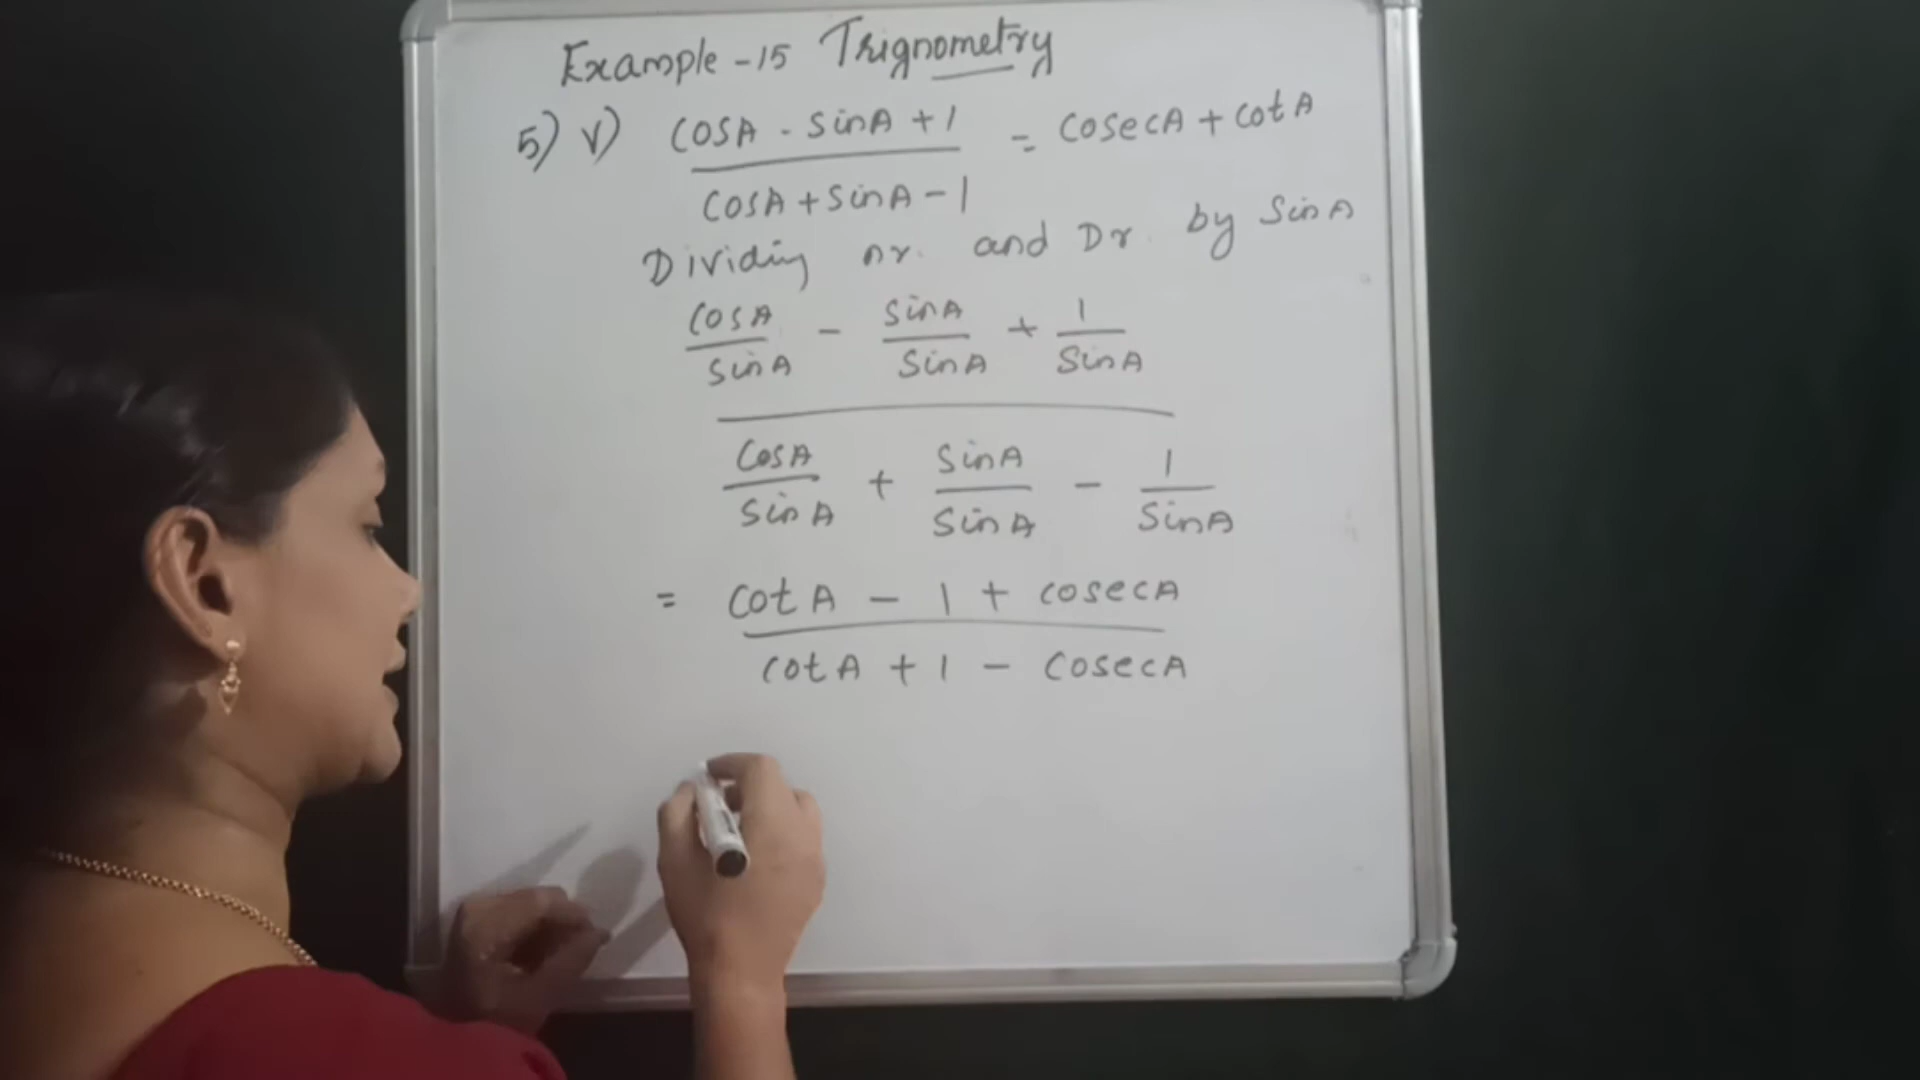 Example - 15 Trignometry
5) v) cosA - sinA + 1 = cosecA + cotA
cosA + sinA - 1
Dividing nr. and Dr. by sinA
cosA - sinA + 1
sinA sinA sinA
cosA + sinA - 1
sinA sinA sinA
= cotA - 1 + cosecA
cotA + 1 - cosecA